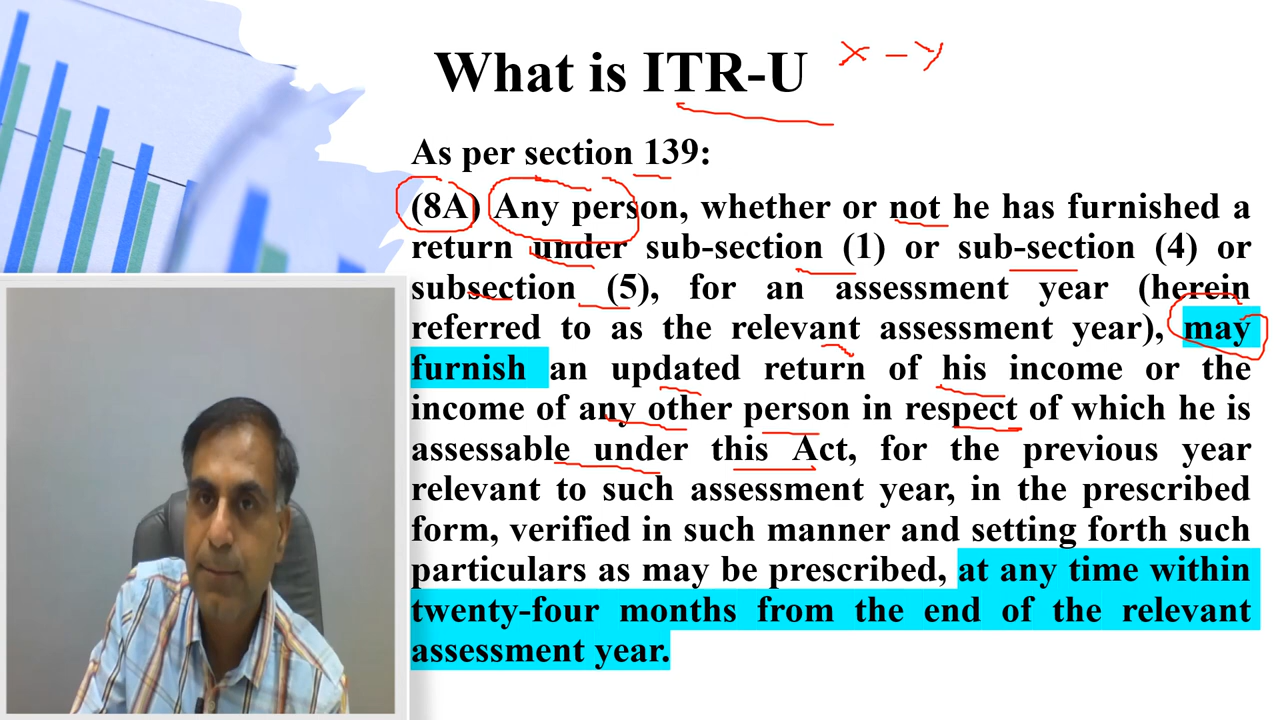 What is ITR-U x - y
As per section 139:
(8A) Any person, whether or not he has furnished a
return under sub-section (1) or sub-section (4) or
subsection (5), for an assessment year (herein
referred to as the relevant assessment year), may
furnish an updated return of his income or the
income of any other person in respect of which he is
assessable under this Act, for the previous year
relevant to such assessment year, in the prescribed
form, verified in such manner and setting forth such
particulars as may be prescribed, at any time within
twenty-four months from the end of the relevant
assessment year.